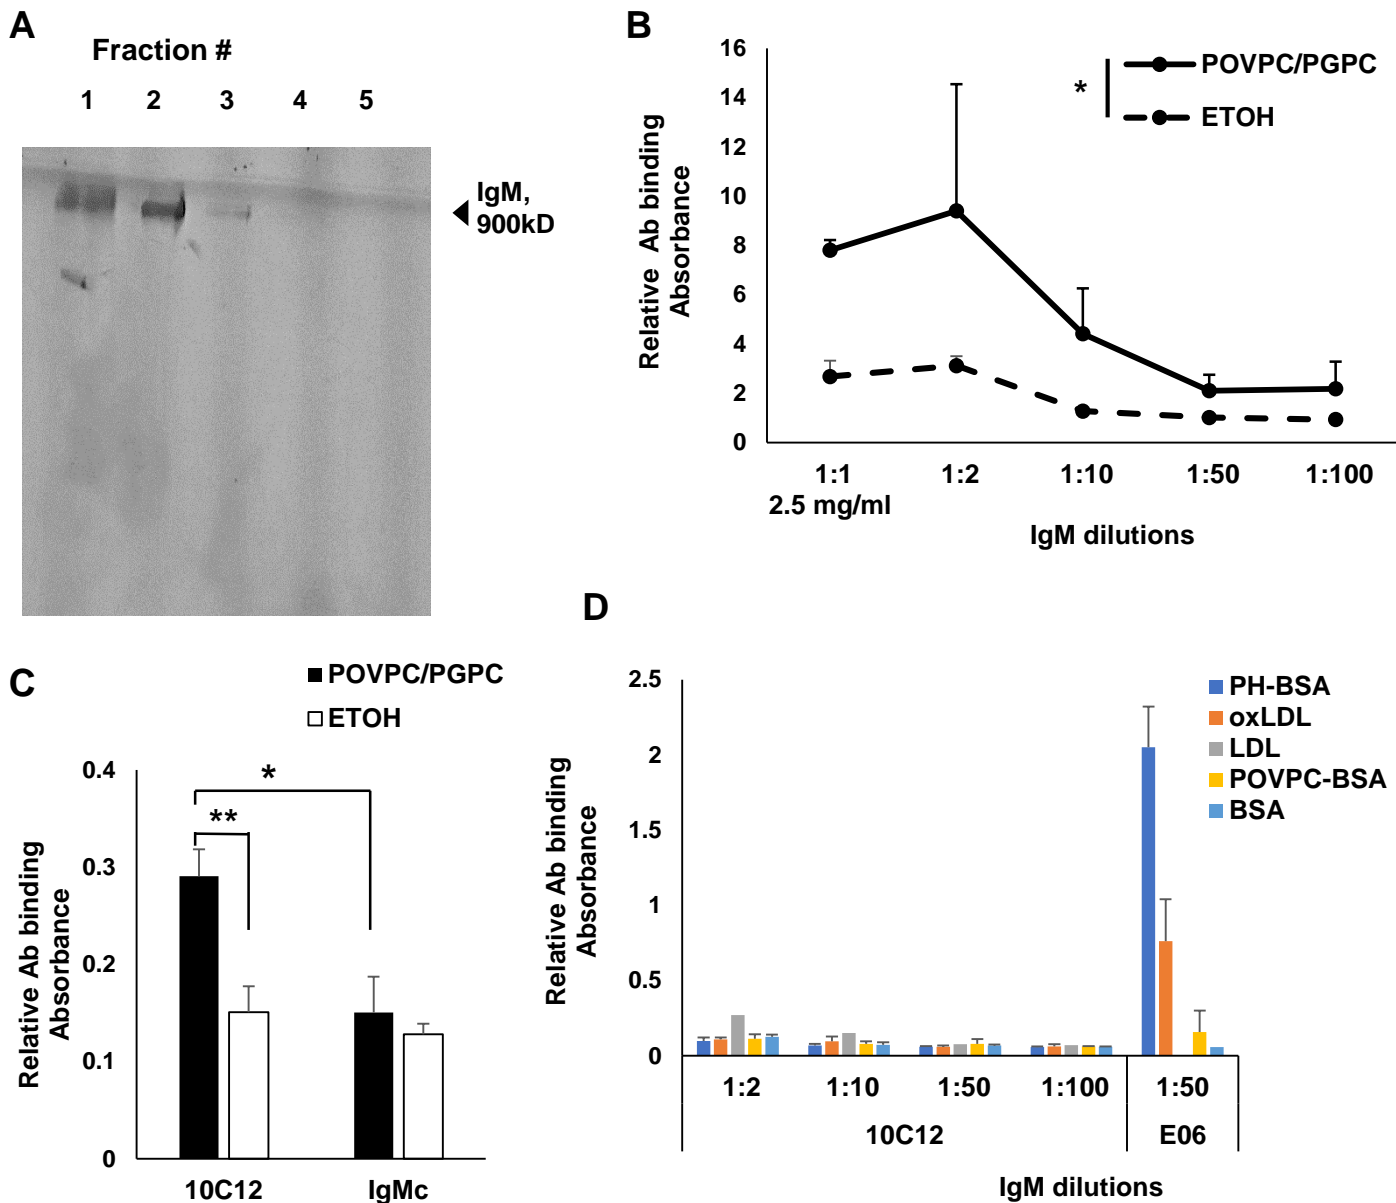 A
Fraction #
1 2 3 4 5
IgM,
900kD
B
Relative Ab binding
Absorbance
16
14
12
10
8
6
4
2
0
POVPC/PGPC
*
ETOH
1:1 1:2 1:10 1:50 1:100
2.5 mg/ml
IgM dilutions
C
POVPC/PGPC
ETOH
Relative Ab binding
Absorbance
0.4
0.3
0.2
0.1
0
*
**
10C12 IgMc
D
Relative Ab binding
Absorbance
2.5
2
1.5
1
0.5
0
PH-BSA
oxLDL
LDL
POVPC-BSA
BSA
1:2 1:10 1:50 1:100 1:50
10C12 E06
IgM dilutions